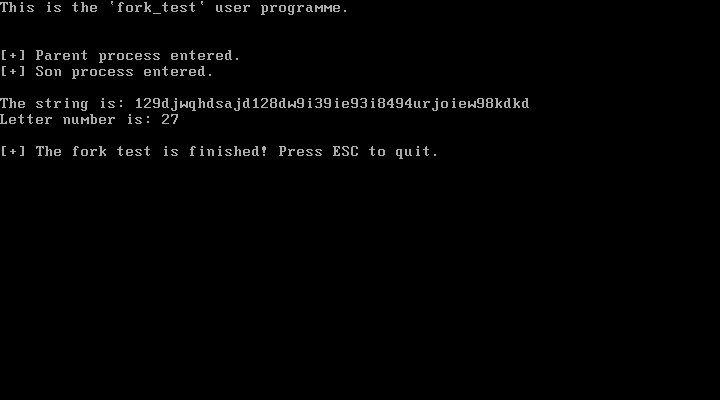 This is the 'fork_test' user programme.
[+] Parent process entered.
[+] Son process entered.
The string is: 129djwqhdsajd128dw9i39ie93i8494urjoiew98kdkd
Letter number is: 27
[+] The fork test is finished! Press ESC to quit.